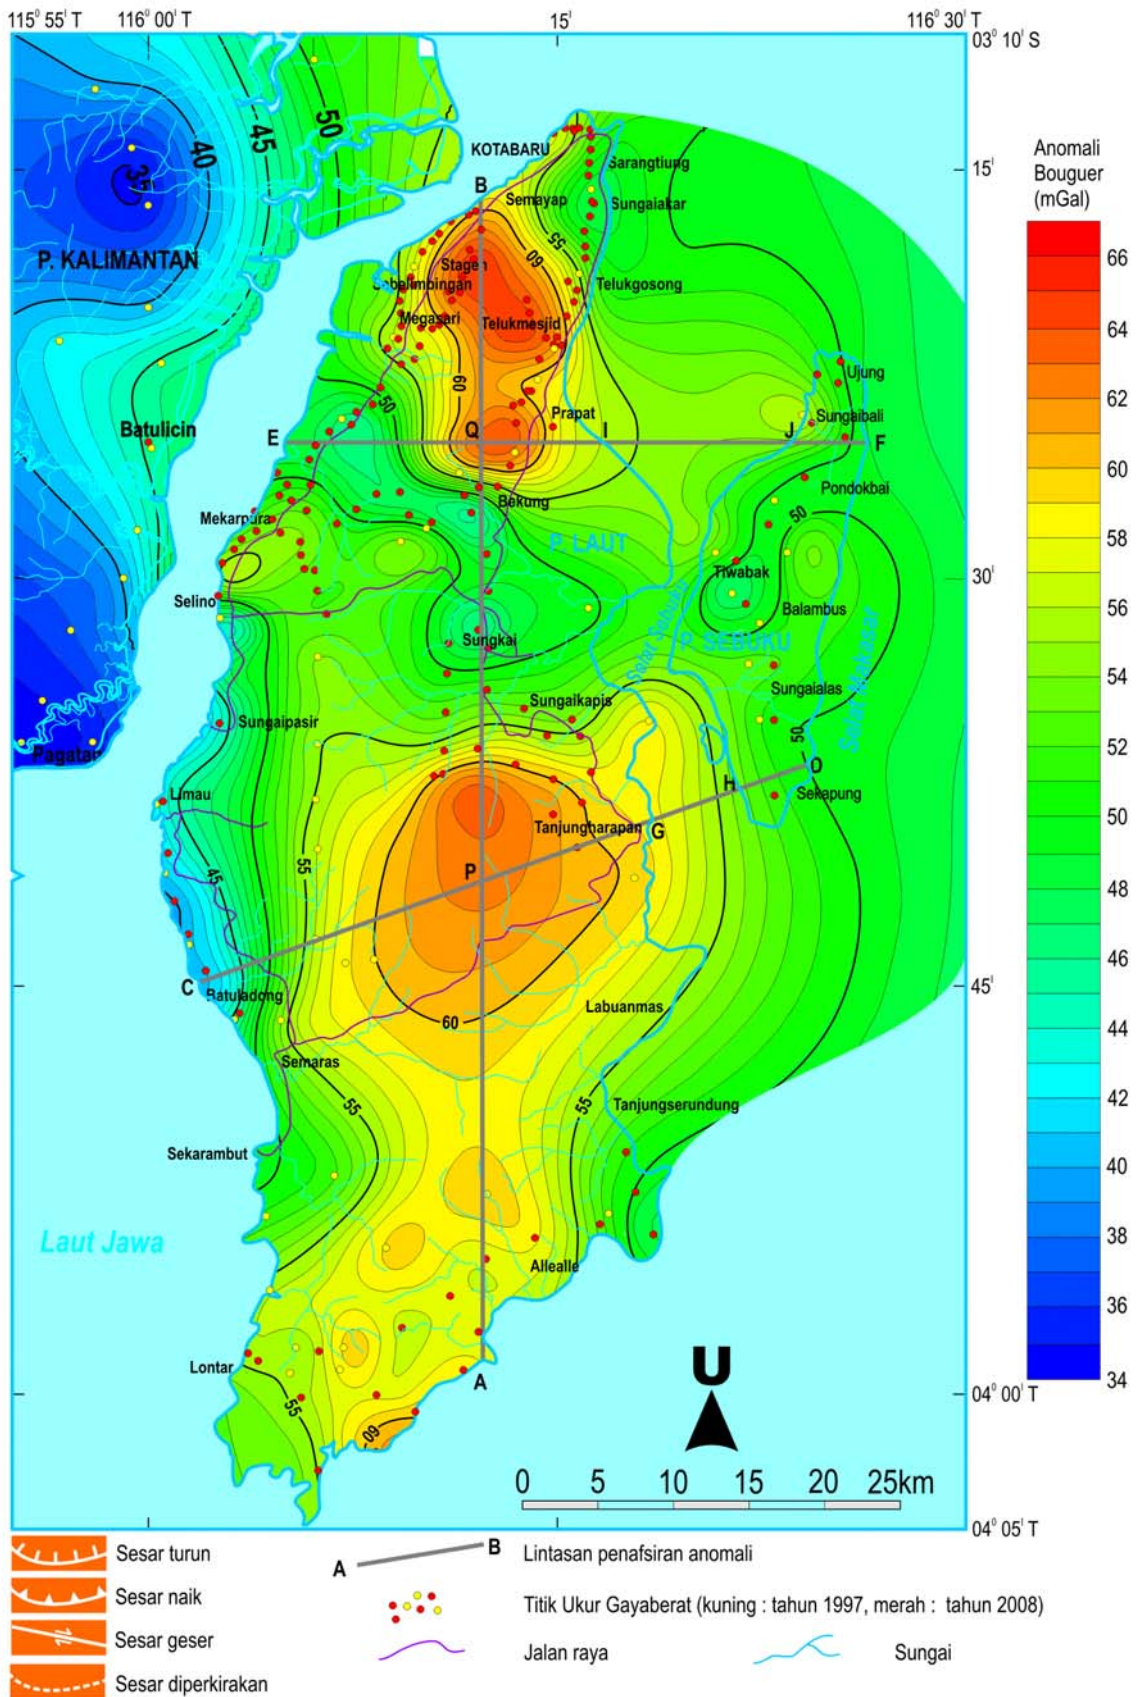 115° 55' T
116° 00' T
15'
116° 30' T
03° 10' S
50
45
40
35
KOTABARU
Sarangtiung
15'
B
Semayap
Sungaiakar
55
60
P. KALIMANTAN
Stagen
Sebelimbingan
Telukgosong
Megasari
Telukmesjid
60
Ujung
50
Prapat
Sungaibali
Batulicin
E
Q
I
J
F
Pondokbai
Bekung
50
Mekarpura
P. LAUT
Tiwabak
30'
Selino
Balambus
Selat Sebuku
Sungkai
P. SEBUKU
Selat Makasar
Sungaialas
Sungaikapis
Sungaipasir
50
Pagatan
O
H
Limau
Sekapung
Tanjungharapan
G
55
P
45
C
Batuladong
45'
Labuanmas
60
Semaras
55
55
Tanjungserundung
Sekarambut
Laut Jawa
Allealle
Lontar
A
55
60
04° 00' T
U
0 5 10 15 20 25km
04° 05' T
Anomali
Bouguer
(mGal)
66
64
62
60
58
56
54
52
50
48
46
44
42
40
38
36
34
Sesar turun
Sesar naik
Sesar geser
Sesar diperkirakan
A
B
Lintasan penafsiran anomali
Titik Ukur Gayaberat (kuning : tahun 1997, merah : tahun 2008)
Jalan raya
Sungai